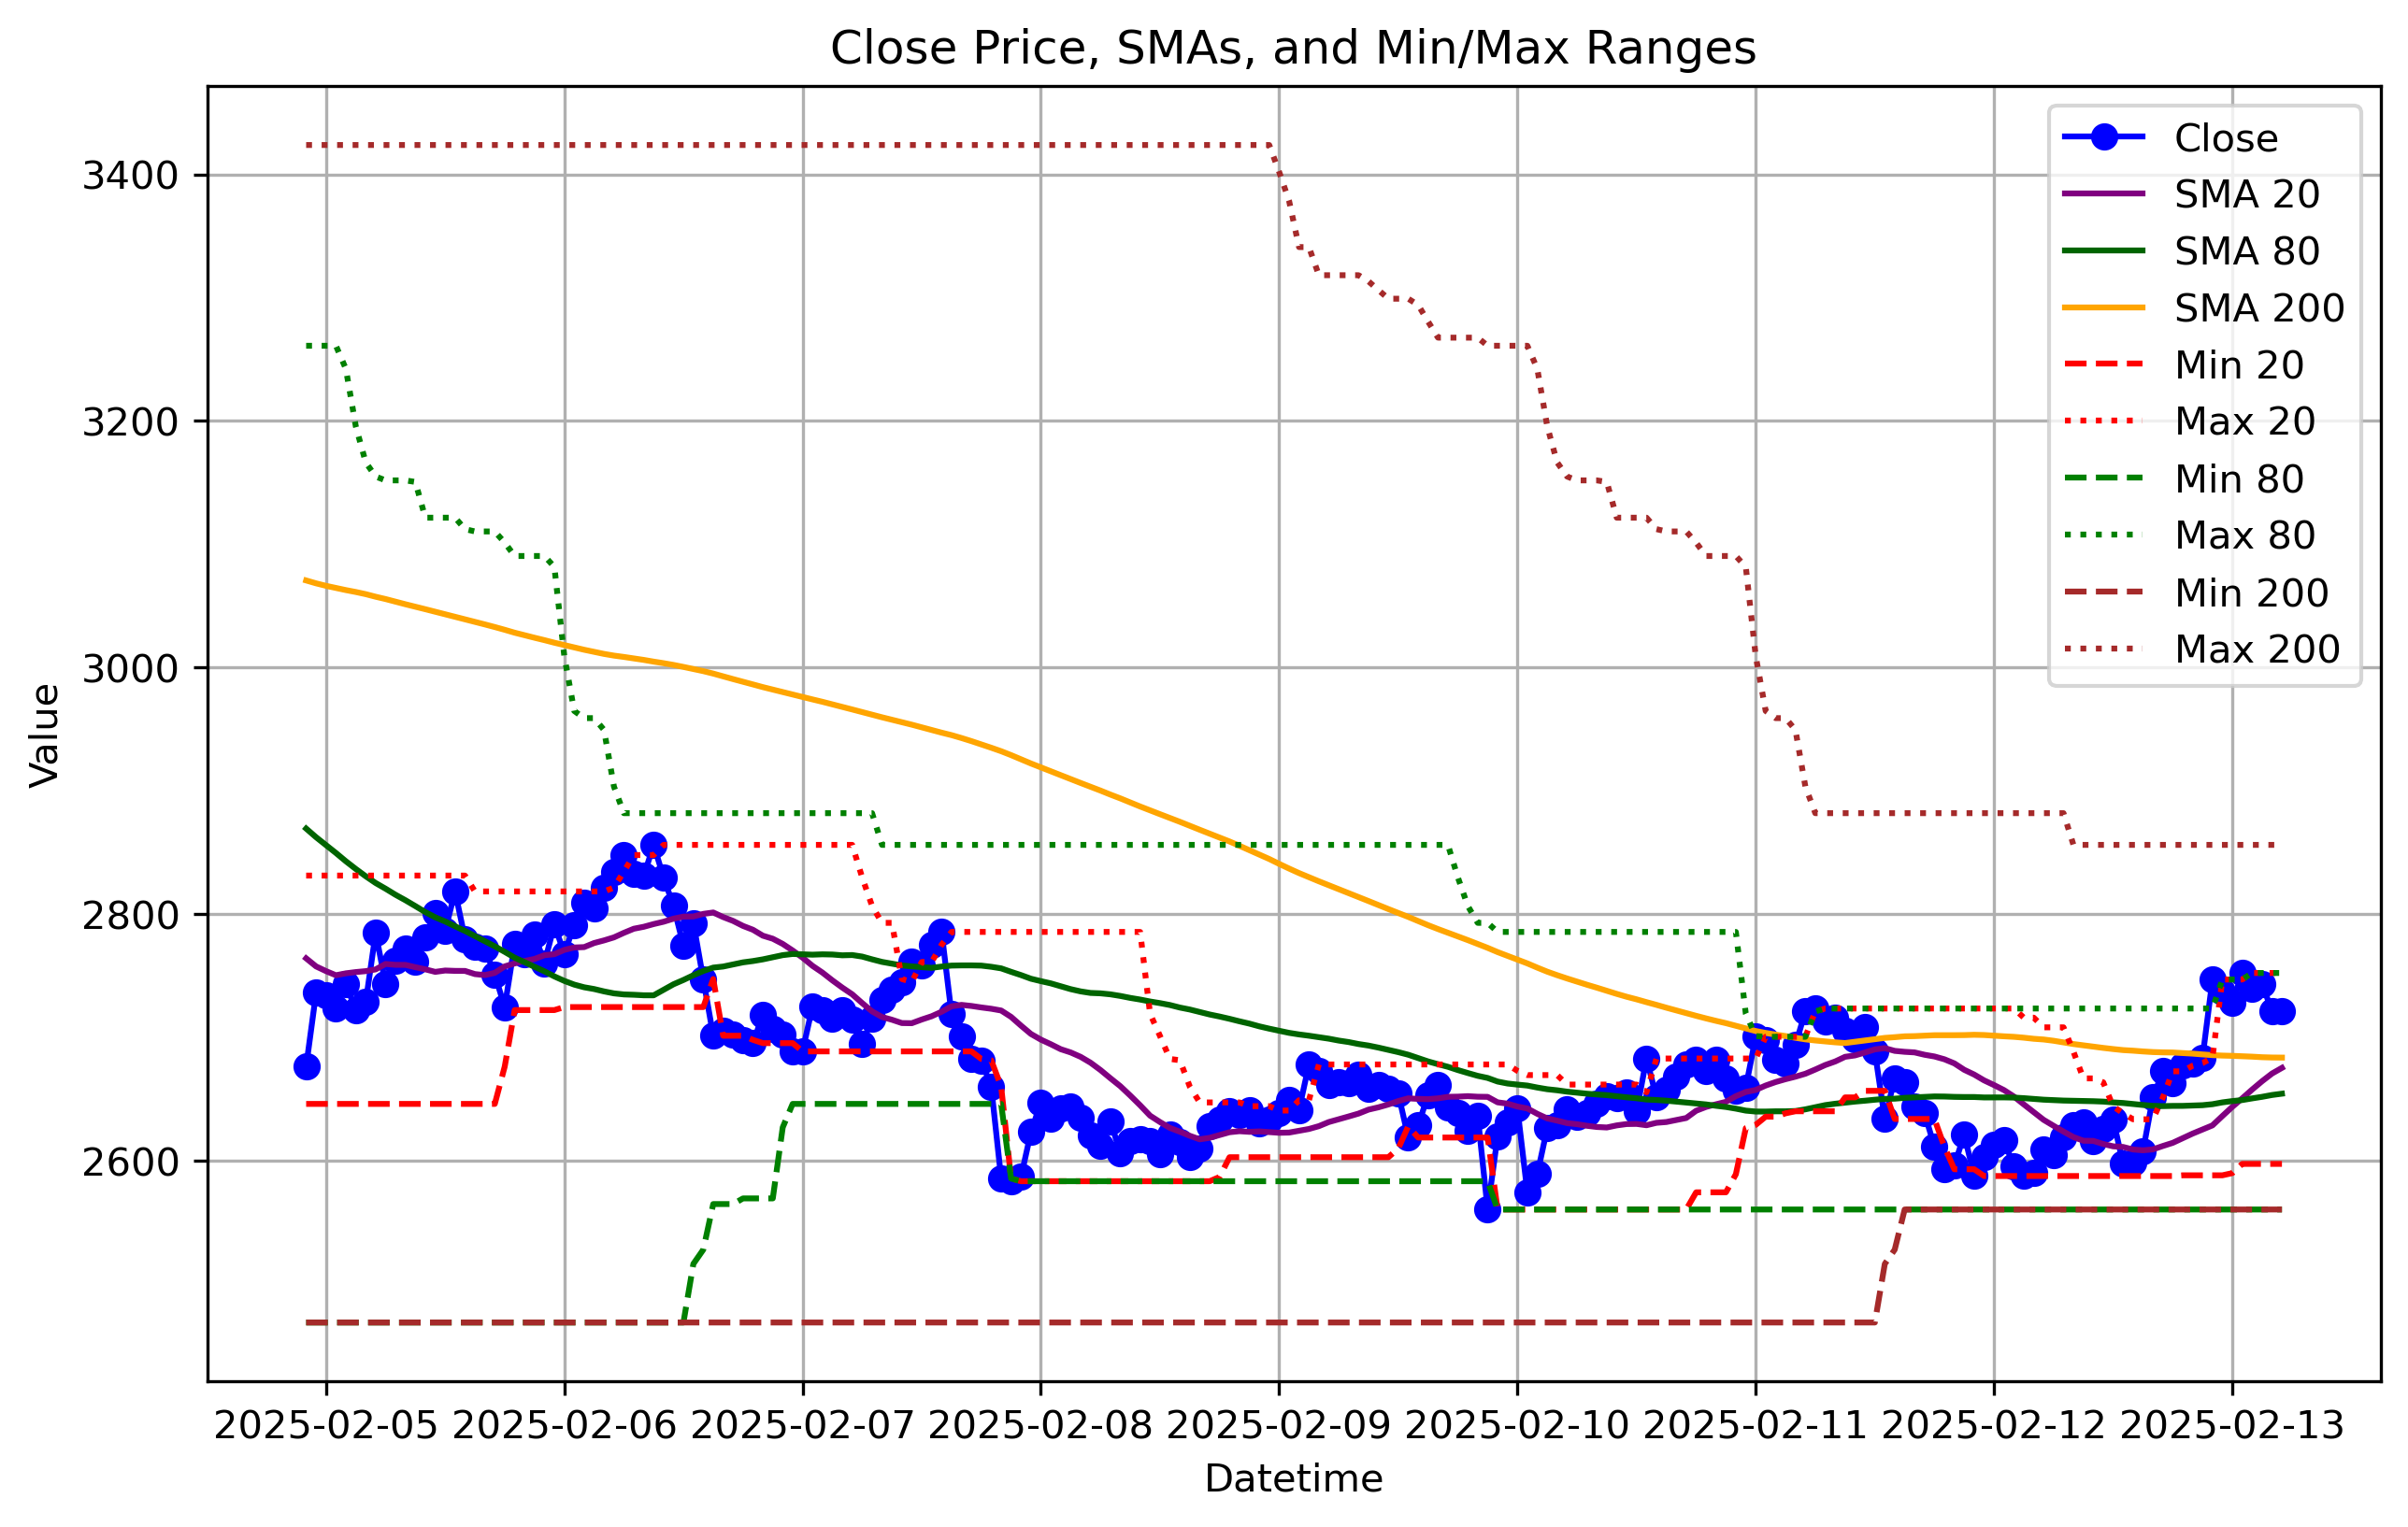 Close Price, SMAs, and Min/Max Ranges
Close
SMA 20
SMA 80
SMA 200
Min 20
Max 20
Min 80
Max 80
Min 200
Max 200
3400
3200
3000
2800
2600
Value
2025-02-05 2025-02-06 2025-02-07 2025-02-08 2025-02-09 2025-02-10 2025-02-11 2025-02-12 2025-02-13
Datetime